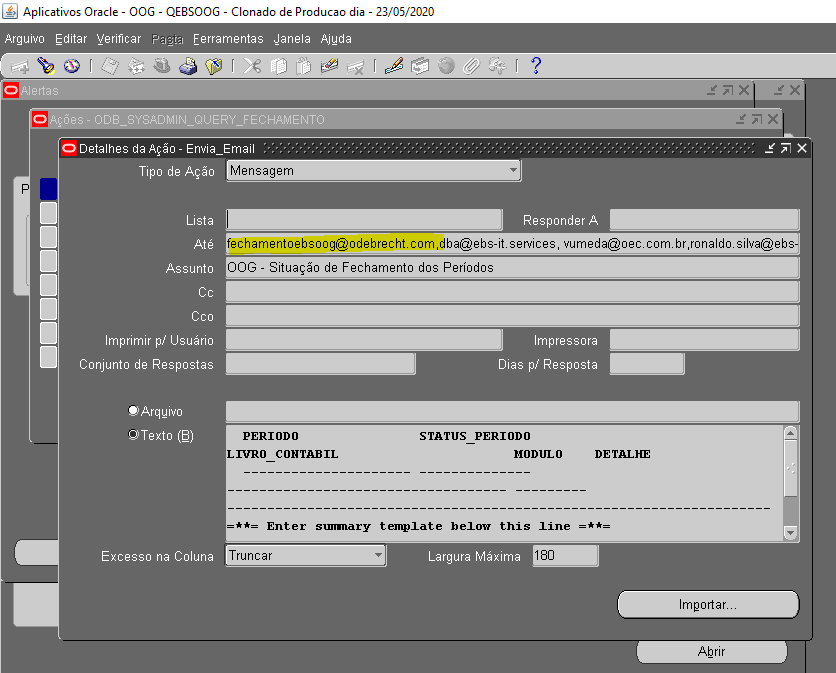 Aplicativos Oracle - OOG - QEBSOOG - Clonado de Producao dia - 23/05/2020
Arquivo Editar Verificar Pasta Ferramentas Janela Ajuda
Alertas
Ações - ODB_SYSADMIN_QUERY_FECHAMENTO
Detalhes da Ação - Envia_Email
Tipo de Ação Mensagem
P
Lista Responder A
Até fechamentoebsoog@odebrecht.com,dba@ebs-it.services, vumeda@oec.com.br,ronaldo.silva@ebs-
Assunto OOG - Situação de Fechamento dos Períodos
Cc
Cco
Imprimir p/ Usuário Impressora
Conjunto de Respostas Dias p/ Resposta
Arquivo
Texto (B) PERIODO STATUS_PERIODO
LIVRO_CONTABIL MODULO DETALHE
--------------------- --------------
----------------------------------- ---------
--------------------------------------------------------------------
=**= Enter summary template below this line =**=
Excesso na Coluna Truncar Largura Máxima 180
Importar...
Abrir